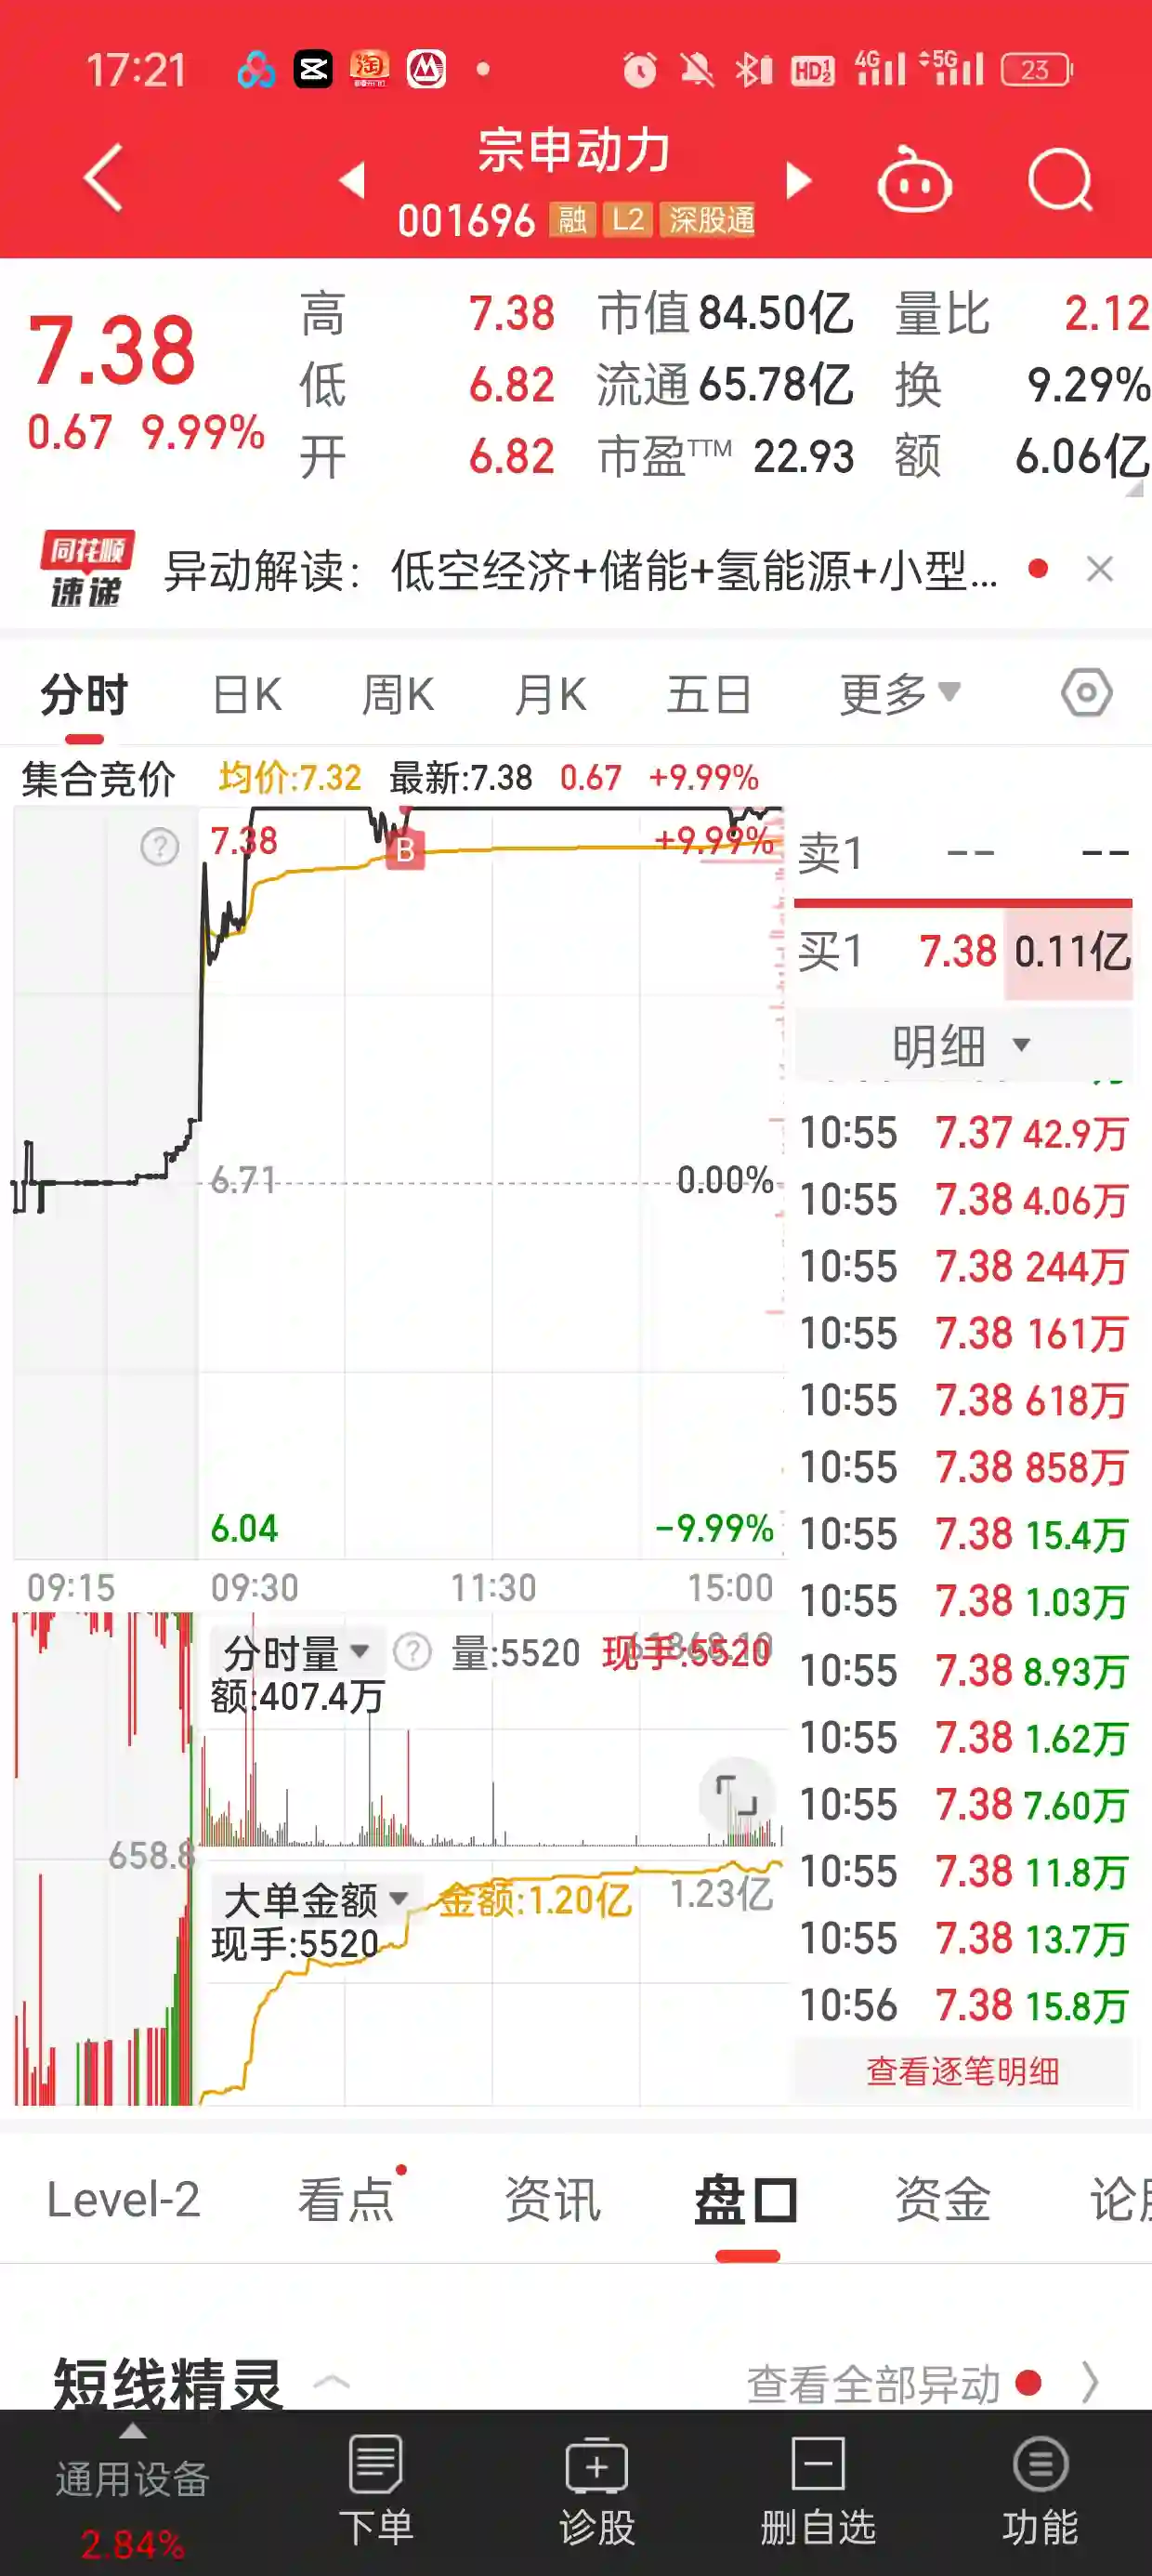 17:21 淘 HD 1 2 4G 5G 23
宗申动力
001696 融 L2 深股通
7.38
0.67 9.99%
高 7.38 市值 84.50亿 量比 2.12
低 6.82 流通 65.78亿 换 9.29%
开 6.82 市盈TTM 22.93 额 6.06亿
同花顺
速递
异动解读：低空经济+储能+氢能源+小型...
分时 日K 周K 月K 五日 更多
集合竞价 均价:7.32 最新:7.38 0.67 +9.99%
7.38 +9.99%
B
卖1 -- --
买1 7.38 0.11亿
明细
10:55 7.37 42.9万
6.71 0.00%
10:55 7.38 4.06万
10:55 7.38 244万
10:55 7.38 161万
10:55 7.38 618万
10:55 7.38 858万
6.04 -9.99%
10:55 7.38 15.4万
09:15 09:30 11:30 15:00
10:55 7.38 1.03万
分时量 ? 量:5520 现手:5520
额:407.4万
10:55 7.38 8.93万
10:55 7.38 1.62万
10:55 7.38 7.60万
658.8
10:55 7.38 11.8万
大单金额 金额:1.20亿 1.23亿
现手:5520
10:55 7.38 13.7万
10:56 7.38 15.8万
查看逐笔明细
Level-2 看点 资讯 盘口 资金 论
短线精灵 查看全部异动
通用设备
2.84%
下单 诊股 删自选 功能